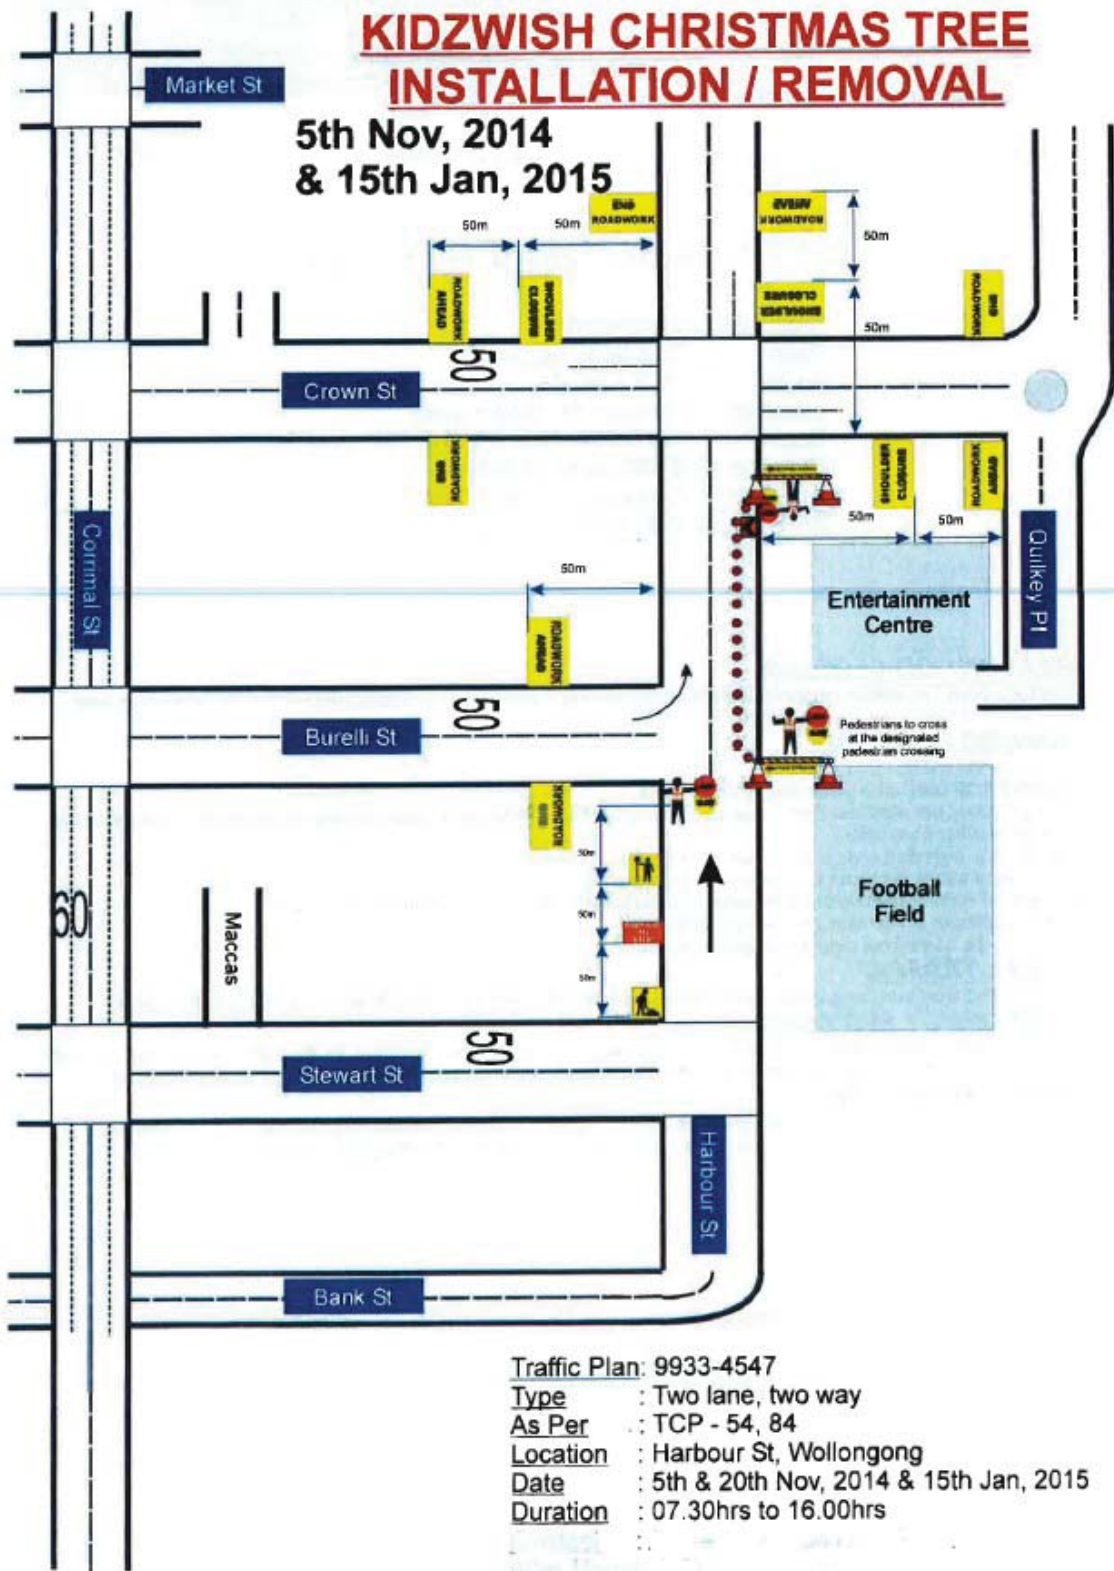 KIDZWISH CHRISTMAS TREE
INSTALLATION / REMOVAL
Market St
5th Nov, 2014
& 15th Jan, 2015
END
ROADWORK
ROADWORK
AHEAD
50m
50m
50m
ROADWORK
AHEAD
SHOULDER
CLOSURE
SHOULDER
CLOSURE
END
ROADWORK
50m
50
Crown St
END
ROADWORK
SHOULDER
CLOSURE
ROADWORK
AHEAD
50m
50m
Corrimal St
Quilkey Pl
50m
Entertainment
Centre
ROADWORK
AHEAD
50
Burelli St
Pedestrians to cross
at the designated
pedestrian crossing
END
ROADWORK
50m
50m
50m
60
Maccas
Football
Field
50
Stewart St
Harbour St
Bank St
Traffic Plan: 9933-4547
Type : Two lane, two way
As Per : TCP - 54, 84
Location : Harbour St, Wollongong
Date : 5th & 20th Nov, 2014 & 15th Jan, 2015
Duration : 07.30hrs to 16.00hrs